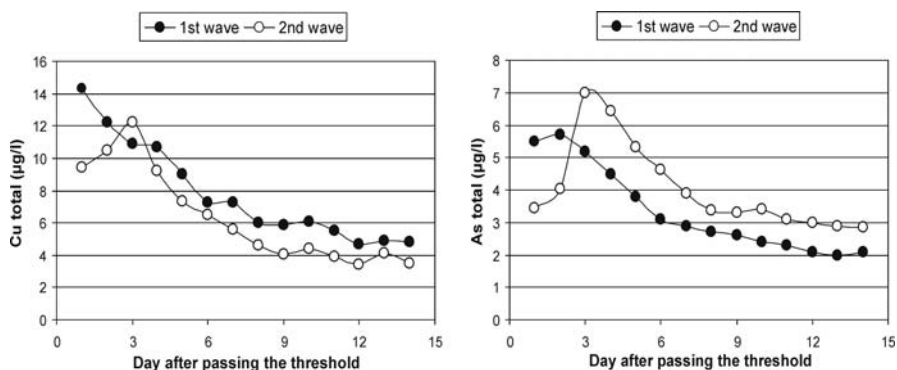 1st wave 2nd wave
16
14
12
10
8
6
4
2
0
Cu total (µg/l)
0 3 6 9 12 15
Day after passing the threshold
1st wave 2nd wave
8
7
6
5
4
3
2
1
0
As total (µg/l)
0 3 6 9 12 15
Day after passing the threshold